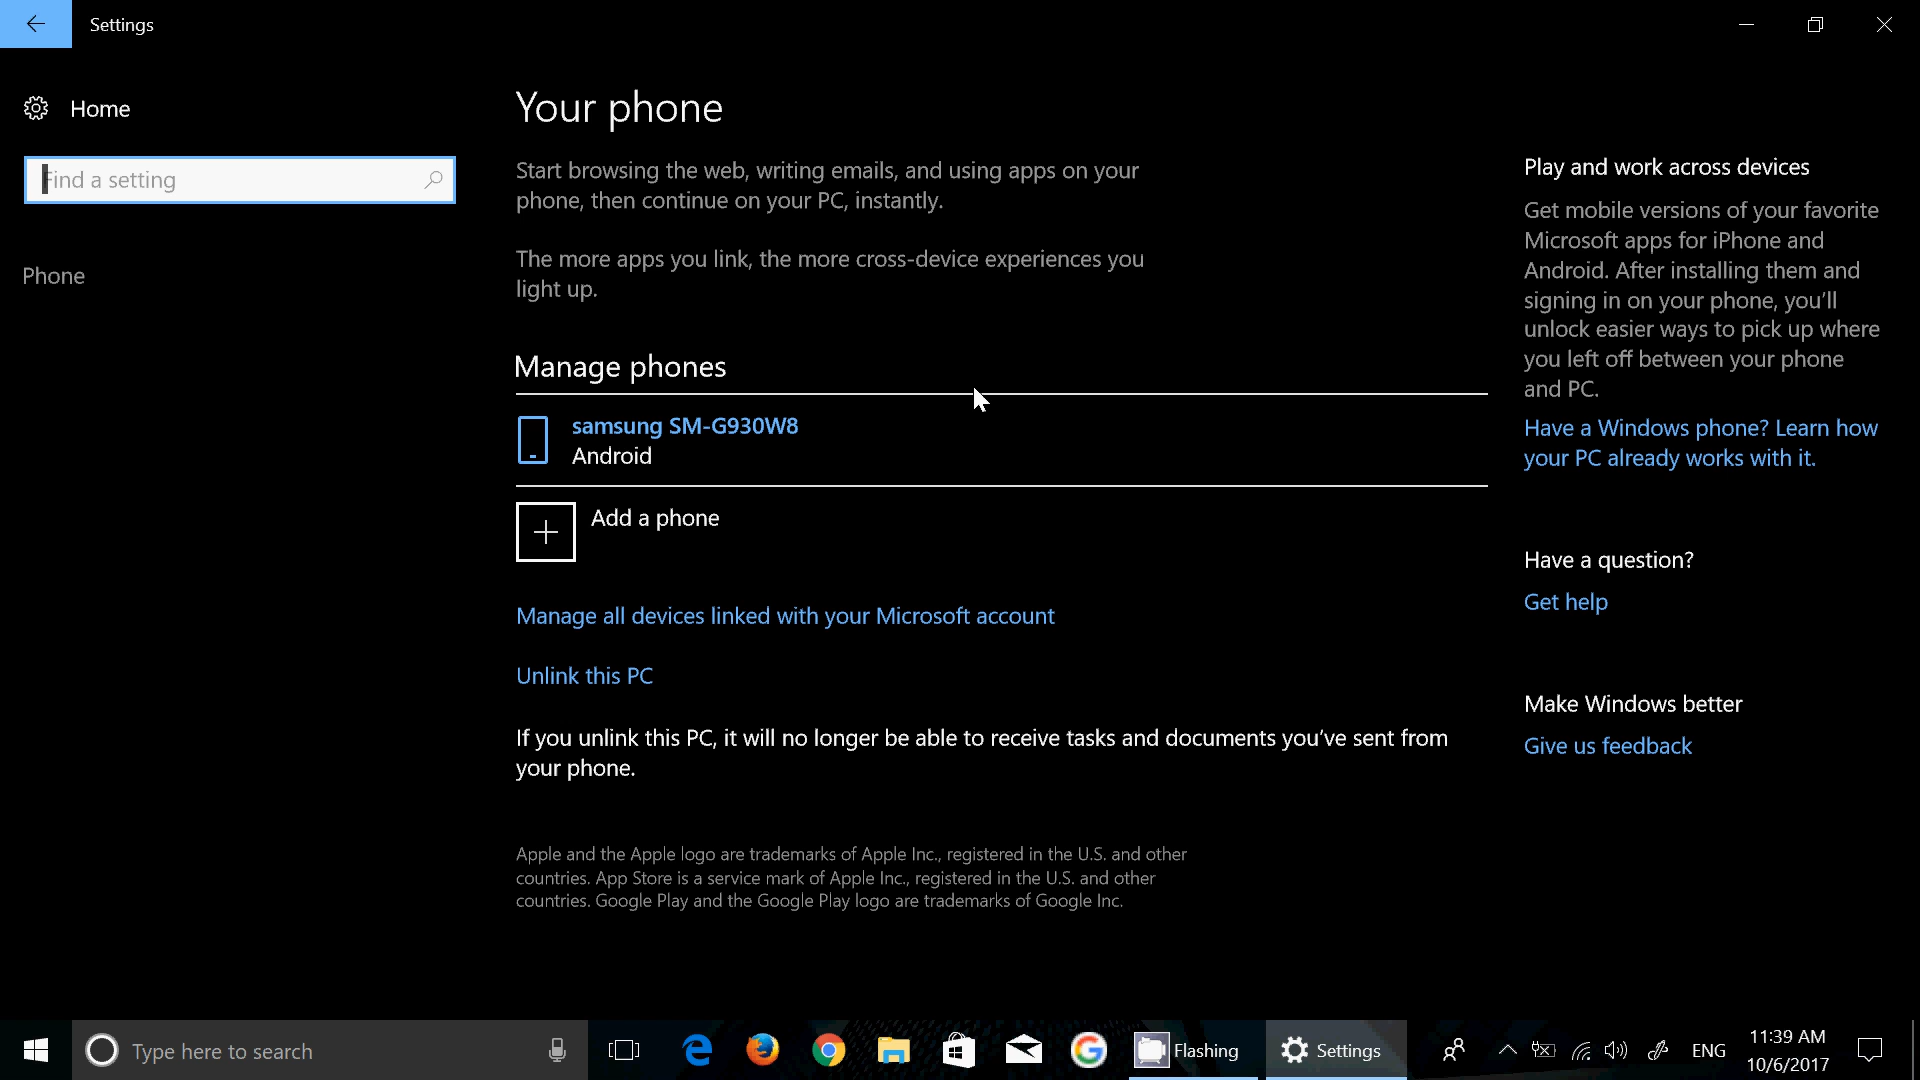 Settings
Home
Find a setting
Phone
Your phone
Start browsing the web, writing emails, and using apps on your
phone, then continue on your PC, instantly.
The more apps you link, the more cross-device experiences you
light up.
Manage phones
samsung SM-G930W8
Android
Add a phone
Manage all devices linked with your Microsoft account
Unlink this PC
If you unlink this PC, it will no longer be able to receive tasks and documents you've sent from
your phone.
Apple and the Apple logo are trademarks of Apple Inc., registered in the U.S. and other
countries. App Store is a service mark of Apple Inc., registered in the U.S. and other
countries. Google Play and the Google Play logo are trademarks of Google Inc.
Play and work across devices
Get mobile versions of your favorite
Microsoft apps for iPhone and
Android. After installing them and
signing in on your phone, you'll
unlock easier ways to pick up where
you left off between your phone
and PC.
Have a Windows phone? Learn how
your PC already works with it.
Have a question?
Get help
Make Windows better
Give us feedback
Type here to search
Flashing
Settings
ENG
11:39 AM
10/6/2017